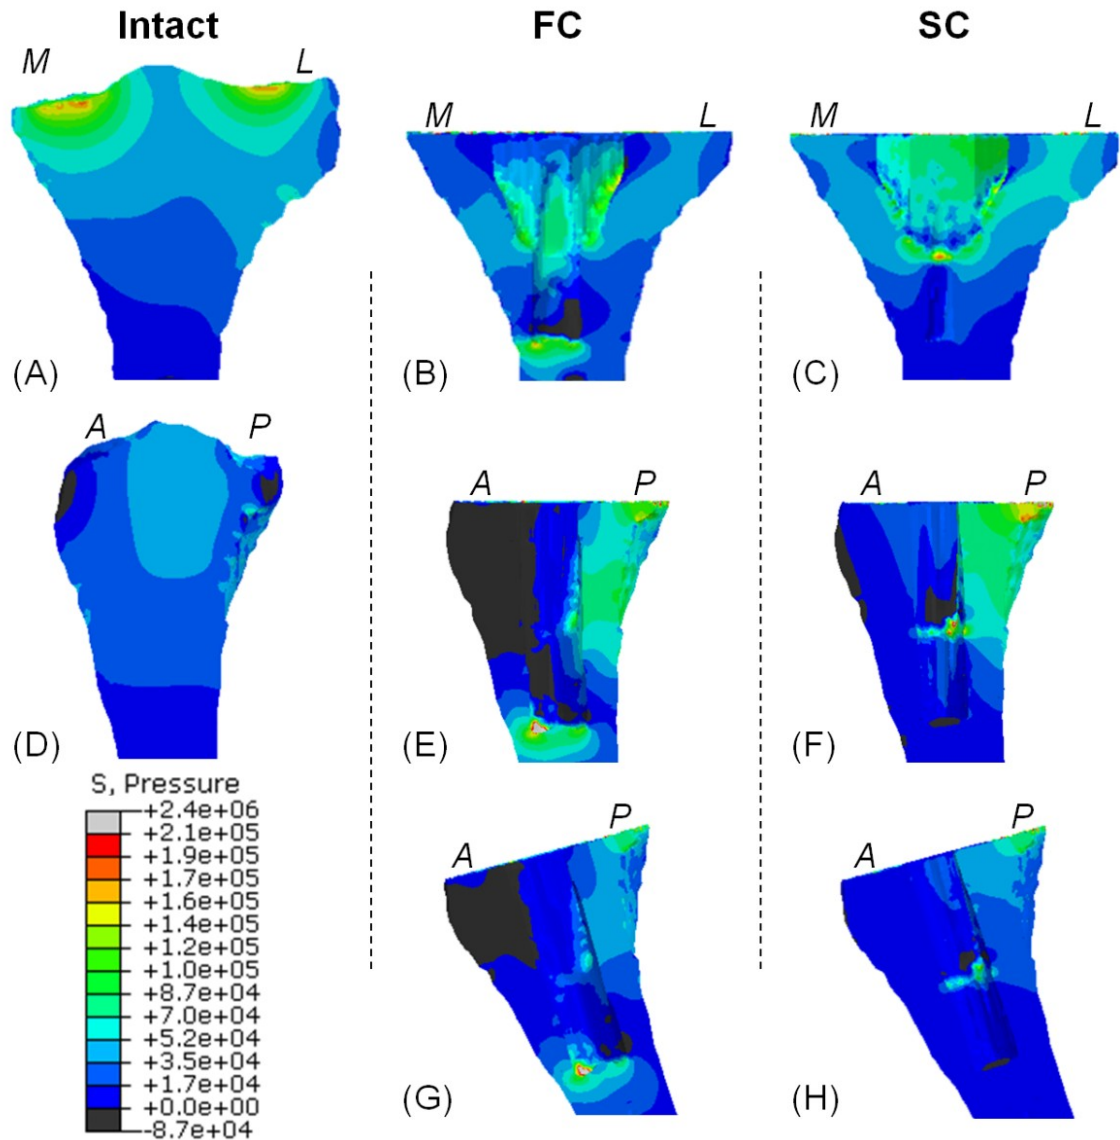 Intact FC SC
M L
M L
M L
(A)
(B)
(C)
A P
A P
A P
(D)
(E)
(F)
S, Pressure
+2.4e+06
+2.1e+05
+1.9e+05
+1.7e+05
+1.6e+05
+1.4e+05
+1.2e+05
+1.0e+05
+8.7e+04
+7.0e+04
+5.2e+04
+3.5e+04
+1.7e+04
+0.0e+00
-8.7e+04
A P
A P
(G)
(H)